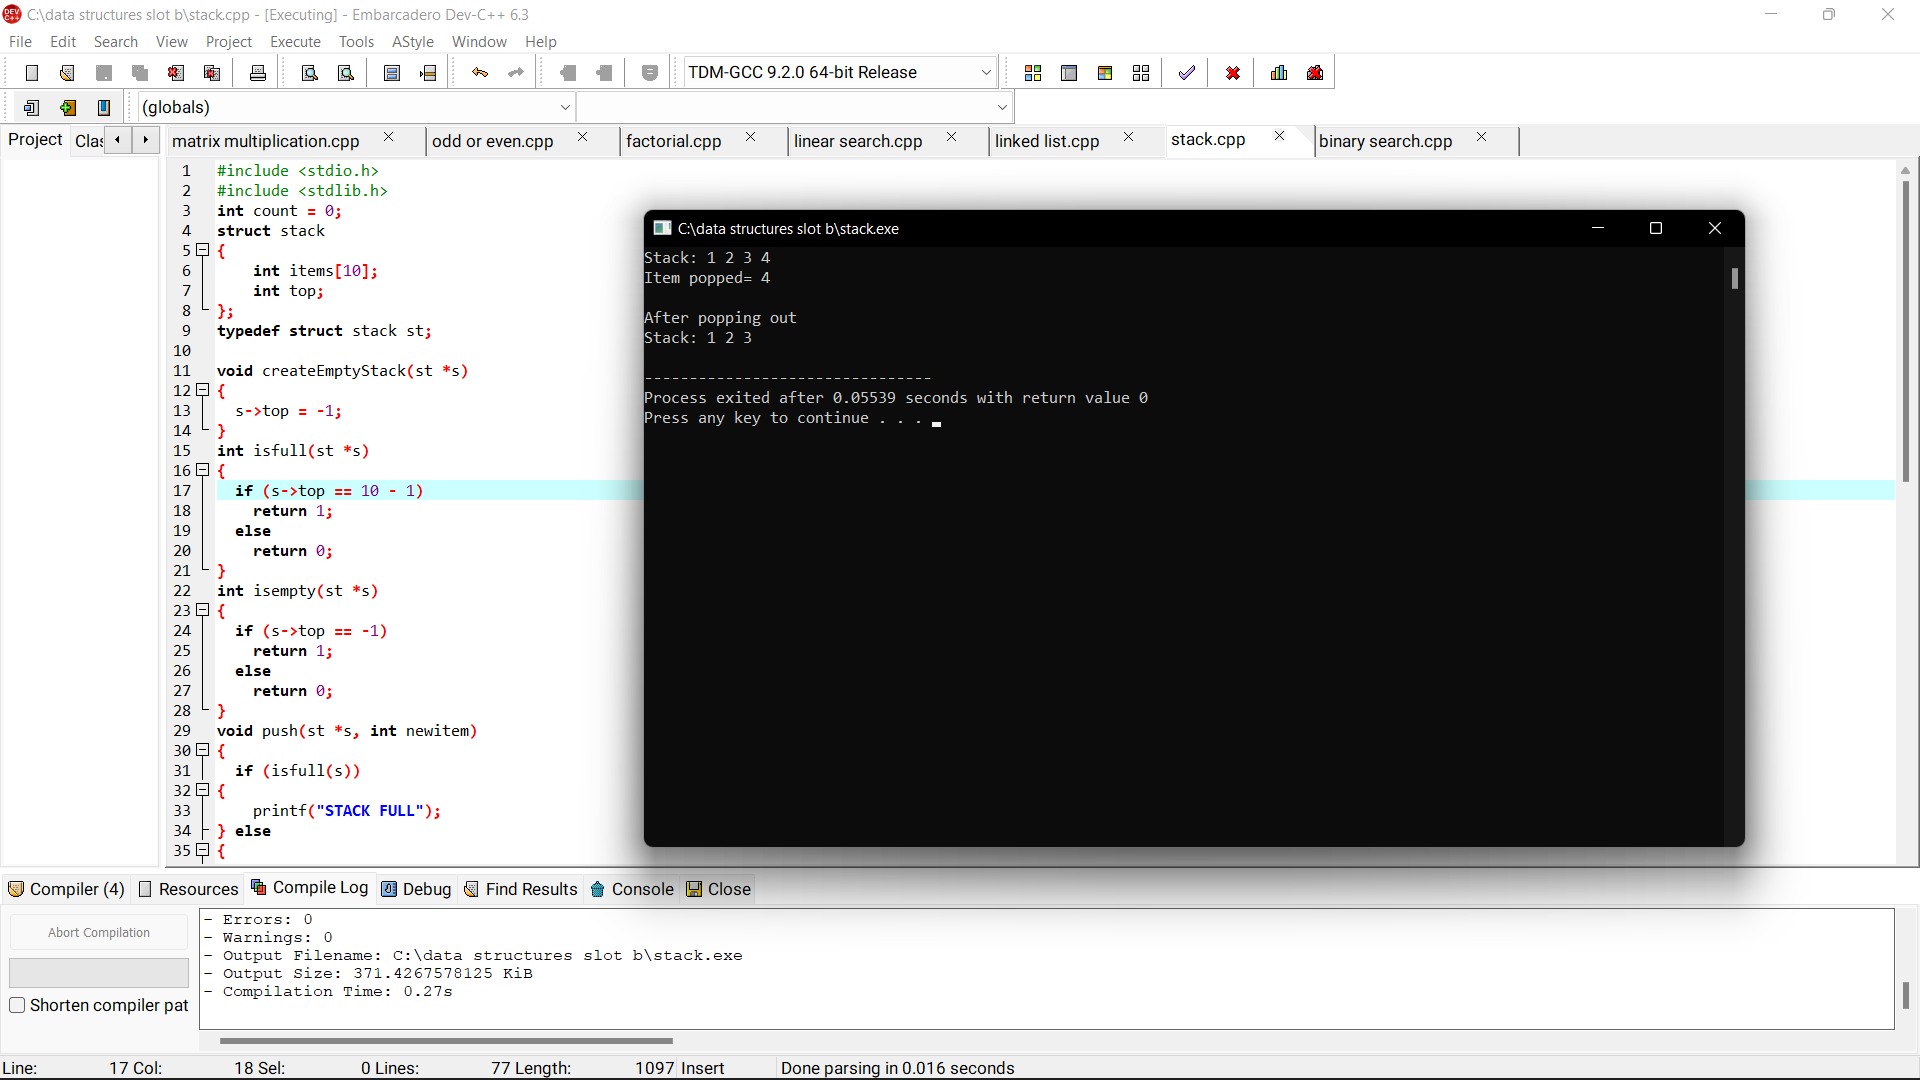 C:\data structures slot b\stack.cpp - [Executing] - Embarcadero Dev-C++ 6.3
File Edit Search View Project Execute Tools AStyle Window Help
TDM-GCC 9.2.0 64-bit Release
(globals)
Project Clas matrix multiplication.cpp odd or even.cpp factorial.cpp linear search.cpp linked list.cpp stack.cpp binary search.cpp
1 #include <stdio.h>
2 #include <stdlib.h>
3 int count = 0;
4 struct stack
5 {
6 int items[10];
7 int top;
8 };
9 typedef struct stack st;
10
11 void createEmptyStack(st *s)
12 {
13 s->top = -1;
14 }
15 int isfull(st *s)
16 {
17 if (s->top == 10 - 1)
18 return 1;
19 else
20 return 0;
21 }
22 int isempty(st *s)
23 {
24 if (s->top == -1)
25 return 1;
26 else
27 return 0;
28 }
29 void push(st *s, int newitem)
30 {
31 if (isfull(s))
32 {
33 printf("STACK FULL");
34 } else
35 {
C:\data structures slot b\stack.exe
Stack: 1 2 3 4
Item popped= 4
After popping out
Stack: 1 2 3
--------------------------------
Process exited after 0.05539 seconds with return value 0
Press any key to continue . . .
Compiler (4) Resources Compile Log Debug Find Results Console Close
Abort Compilation
Shorten compiler pat
- Errors: 0
- Warnings: 0
- Output Filename: C:\data structures slot b\stack.exe
- Output Size: 371.4267578125 KiB
- Compilation Time: 0.27s
Line: 17 Col: 18 Sel: 0 Lines: 77 Length: 1097 Insert Done parsing in 0.016 seconds